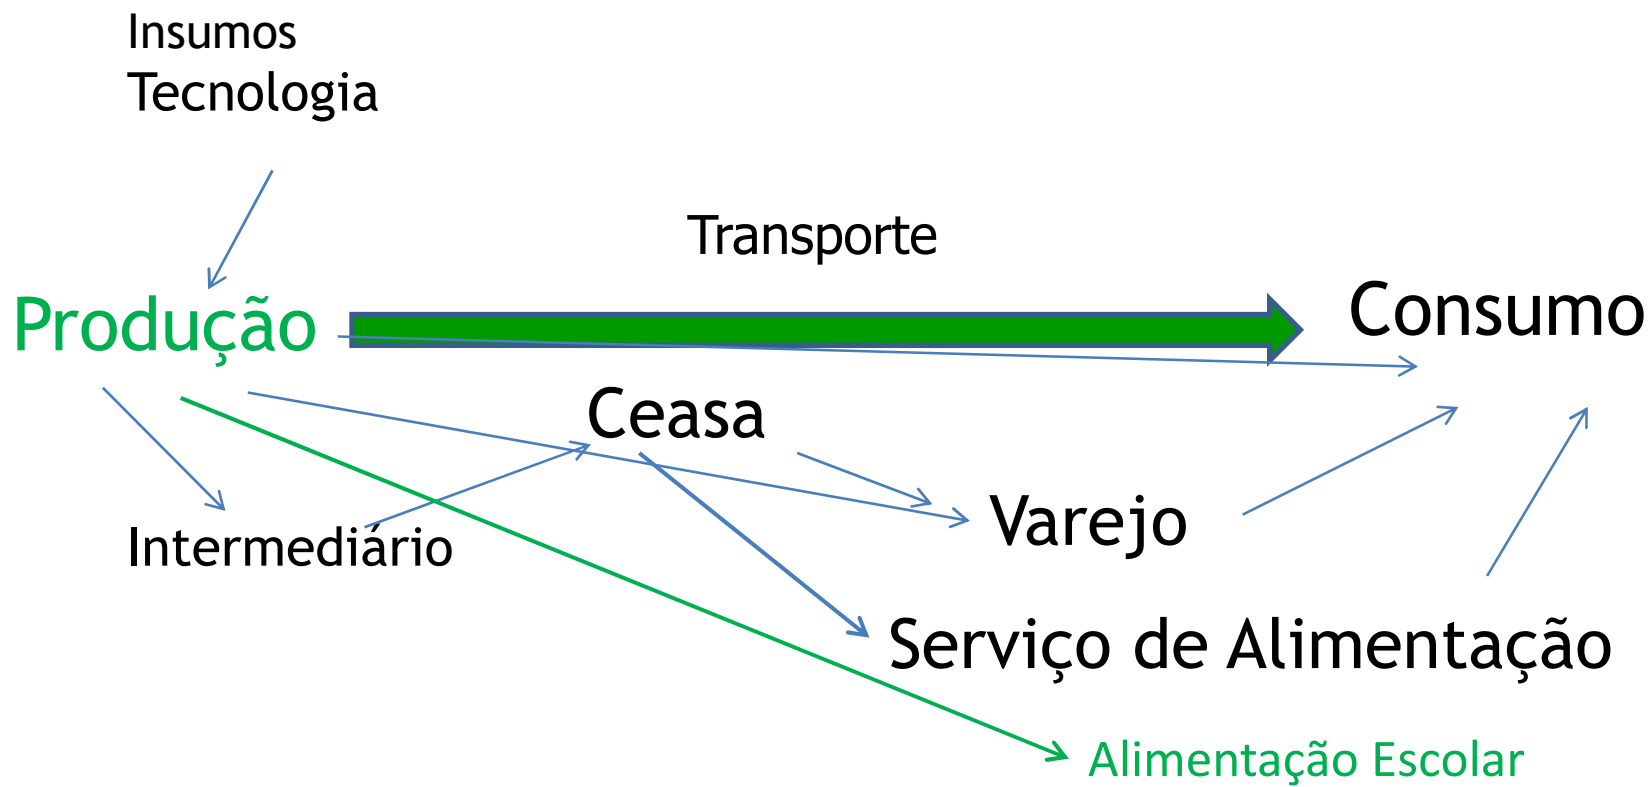 Insumos
Tecnologia
Transporte
Produção
Consumo
Ceasa
Varejo
Intermediário
Serviço de Alimentação
Alimentação Escolar